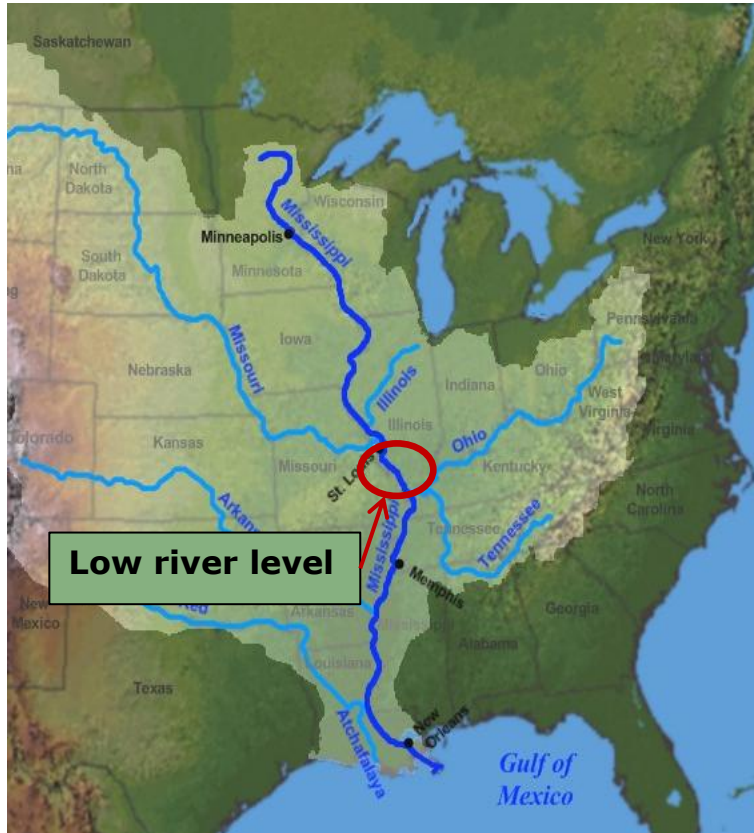 Saskatchewan
North
Dakota
Wisconsin
Mississippi
Minneapolis
New York
South
Dakota
Minnesota
Pennsylvania
Iowa
Missouri
Nebraska
Illinois
Indiana
Ohio
Maryland
West
Virginia
Virginia
Illinois
Colorado
Kansas
Missouri
St. Louis
Ohio
Kentucky
North
Carolina
Tennessee
Tennessee
Mississippi
Low river level
Memphis
New
Mexico
Arkansas
Mississippi
Alabama
Georgia
Louisiana
Texas
Atchafalaya
New
Orleans
Gulf of
Mexico